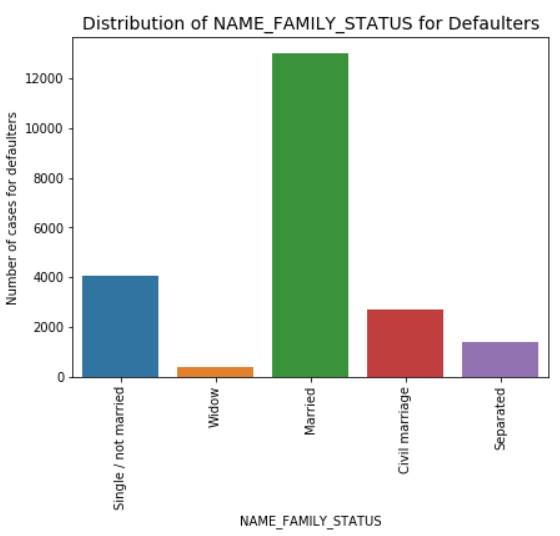 Distribution of NAME_FAMILY_STATUS for Defaulters
Number of cases for defaulters
12000
10000
8000
6000
4000
2000
0
Single / not married
Widow
Married
Civil marriage
Separated
NAME_FAMILY_STATUS